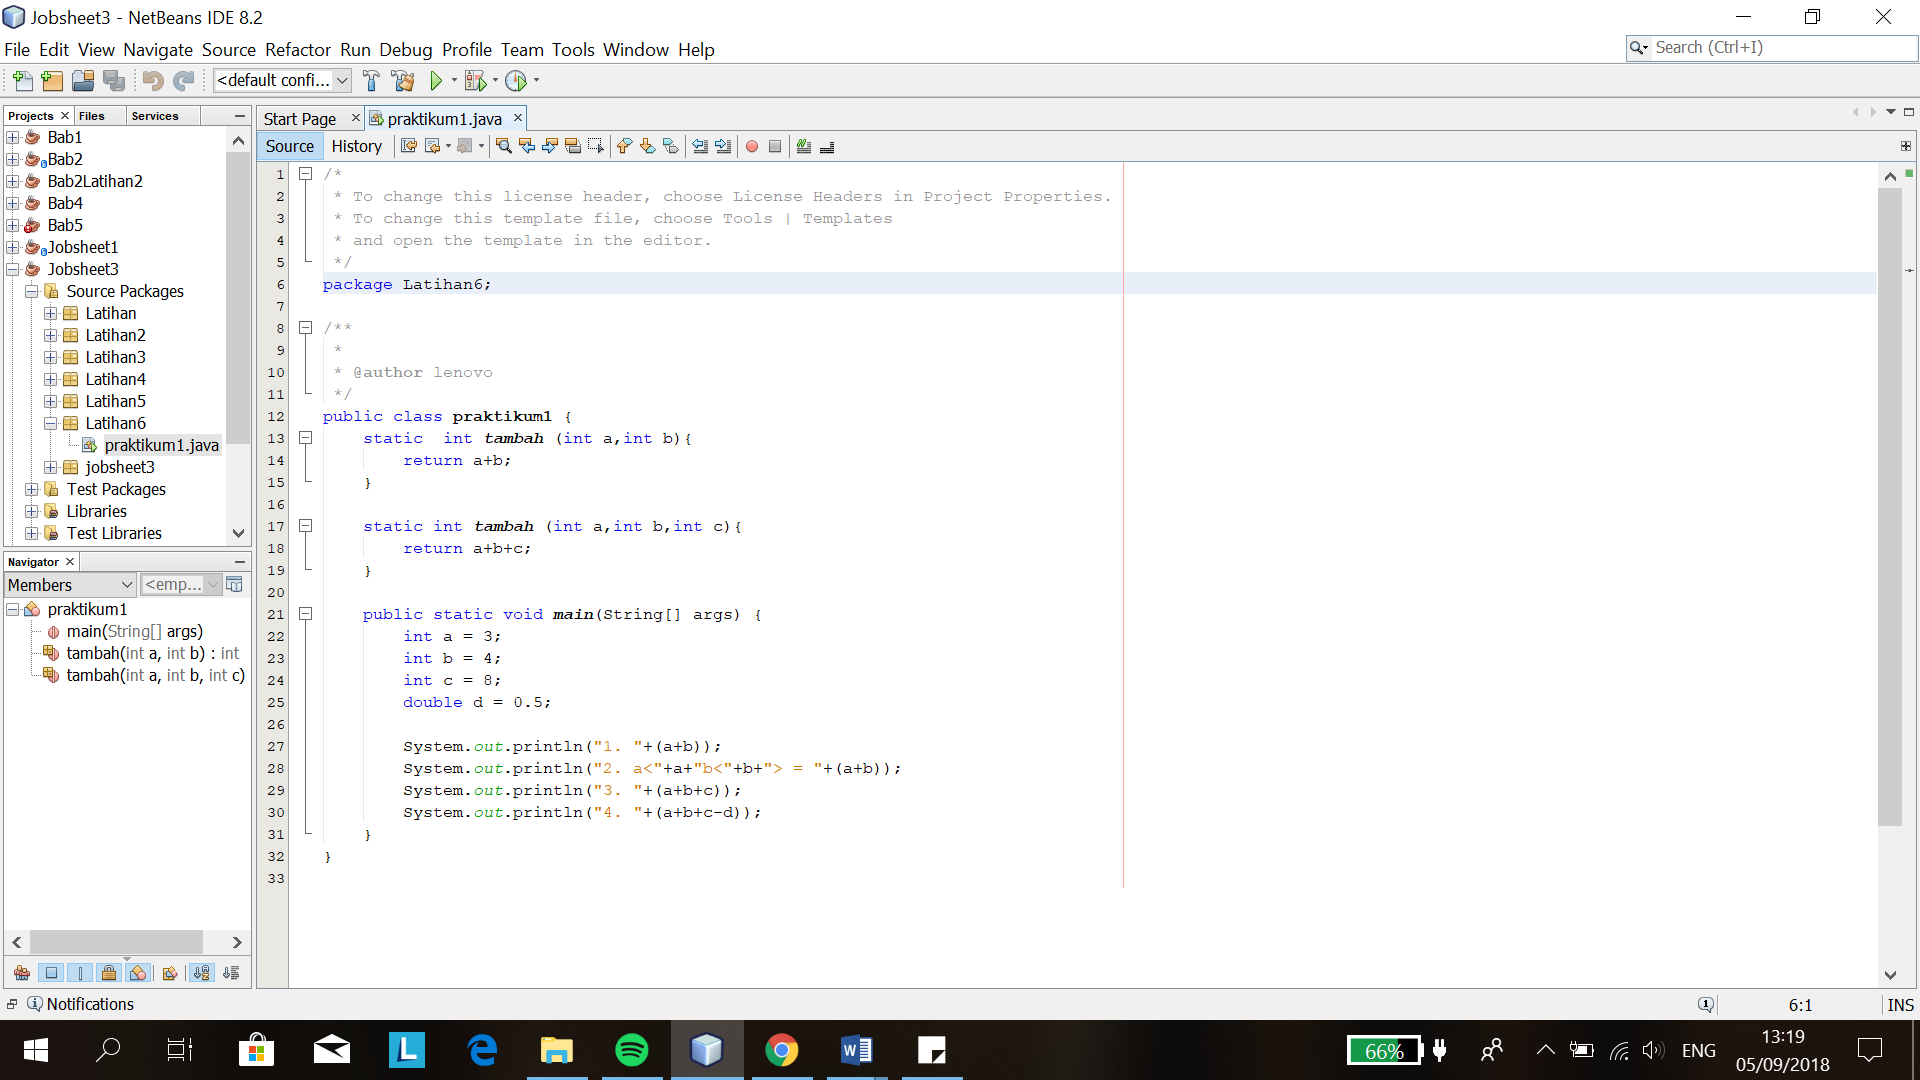 Jobsheet3 - NetBeans IDE 8.2
File Edit View Navigate Source Refactor Run Debug Profile Team Tools Window Help
Search (Ctrl+I)
<default confi...
Projects Files Services
Bab1
Bab2
Bab2Latihan2
Bab4
Bab5
Jobsheet1
Jobsheet3
Source Packages
Latihan
Latihan2
Latihan3
Latihan4
Latihan5
Latihan6
praktikum1.java
jobsheet3
Test Packages
Libraries
Test Libraries
Navigator
Members <emp...
praktikum1
main(String[] args)
tambah(int a, int b) : int
tambah(int a, int b, int c)
Start Page praktikum1.java
Source History
1 /*
2 * To change this license header, choose License Headers in Project Properties.
3 * To change this template file, choose Tools | Templates
4 * and open the template in the editor.
5 */
6 package Latihan6;
7
8 /**
9 *
10 * @author lenovo
11 */
12 public class praktikum1 {
13 static  int tambah (int a,int b){
14 return a+b;
15 }
16
17 static int tambah (int a,int b,int c){
18 return a+b+c;
19 }
20
21 public static void main(String[] args) {
22 int a = 3;
23 int b = 4;
24 int c = 8;
25 double d = 0.5;
26
27 System.out.println("1. "+(a+b));
28 System.out.println("2. a<"+a+"b<"+b+"> = "+(a+b));
29 System.out.println("3. "+(a+b+c));
30 System.out.println("4. "+(a+b+c-d));
31 }
32 }
33
Notifications
6:1 INS
L
66%
ENG
13:19
05/09/2018